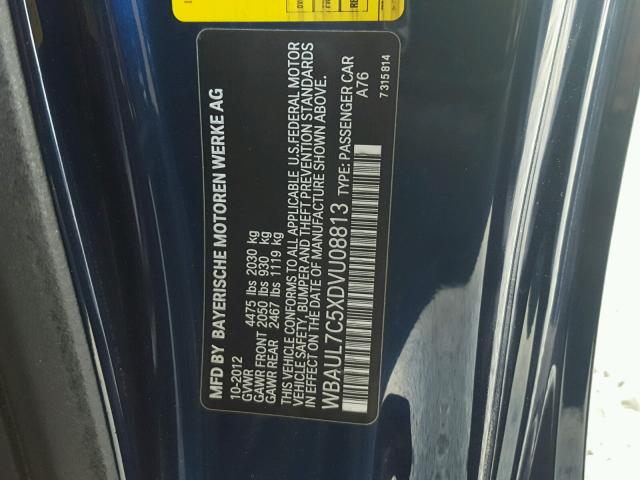 MFD BY BAYERISCHE MOTOREN WERKE AG
10-2012
GVWR 4475 lbs 2030 kg
GAWR FRONT 2050 lbs 930 kg
GAWR REAR 2467 lbs 1119 kg
THIS VEHICLE CONFORMS TO ALL APPLICABLE U.S.FEDERAL MOTOR
VEHICLE SAFETY, BUMPER AND THEFT PREVENTION STANDARDS
IN EFFECT ON THE DATE OF MANUFACTURE SHOWN ABOVE.
WBAUL7C5XDVU08813 TYPE: PASSENGER CAR
A76
7 315 814